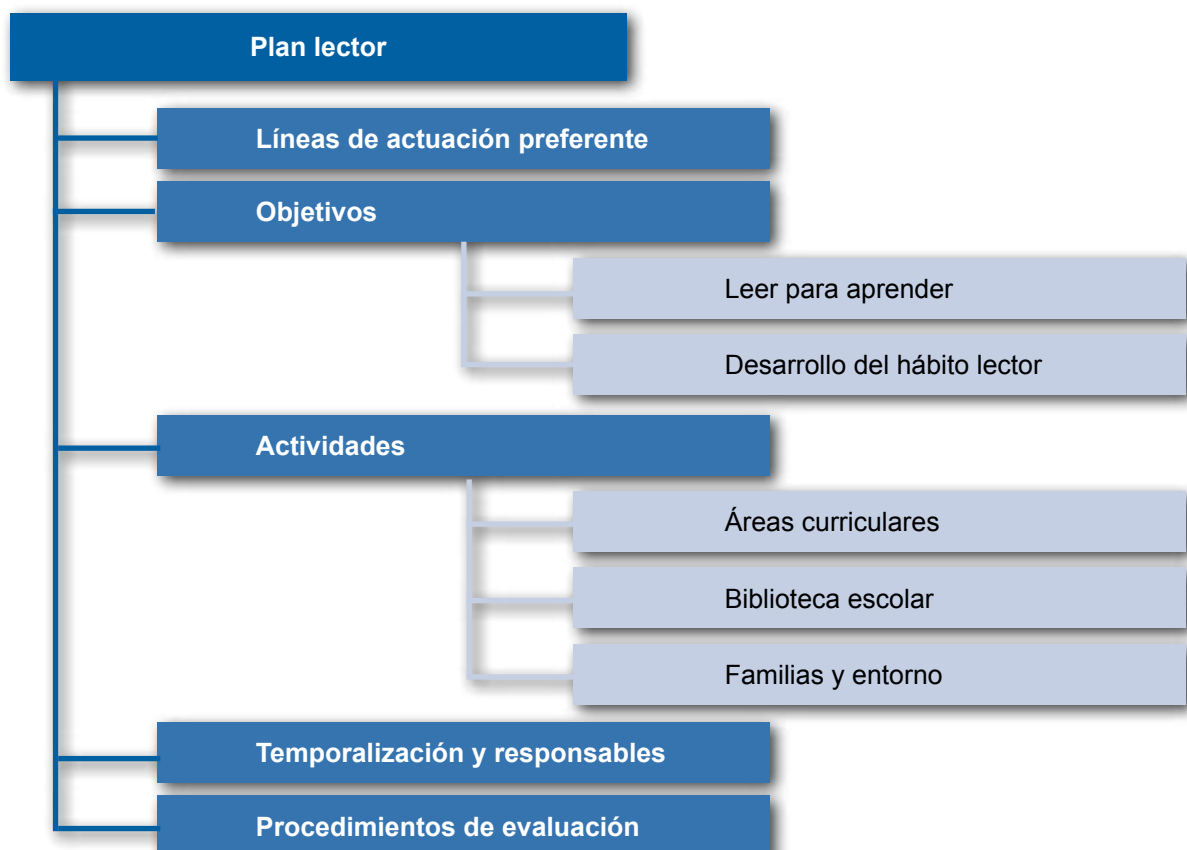 Plan lector
Líneas de actuación preferente
Objetivos
Leer para aprender
Desarrollo del hábito lector
Actividades
Áreas curriculares
Biblioteca escolar
Familias y entorno
Temporalización y responsables
Procedimientos de evaluación